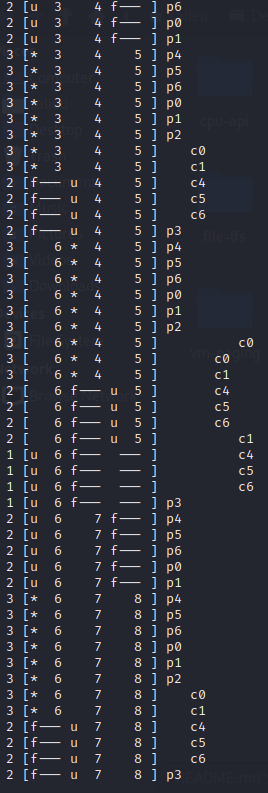 2 [u  3    4 f── ] p6
2 [u  3    4 f── ] p0
2 [u  3    4 f── ] p1
3 [*  3    4    5 ] p4
3 [*  3    4    5 ] p5
3 [*  3    4    5 ] p6
3 [*  3    4    5 ] p0
3 [*  3    4    5 ] p1
3 [*  3    4    5 ] p2
3 [*  3    4    5 ]    c0
3 [*  3    4    5 ]    c1
2 [f── u  4    5 ]    c4
2 [f── u  4    5 ]    c5
2 [f── u  4    5 ]    c6
2 [f── u  4    5 ] p3
3 [   6 *  4    5 ] p4
3 [   6 *  4    5 ] p5
3 [   6 *  4    5 ] p6
3 [   6 *  4    5 ] p0
3 [   6 *  4    5 ] p1
3 [   6 *  4    5 ] p2
3 [   6 *  4    5 ]          c0
3 [   6 *  4    5 ]       c0
3 [   6 *  4    5 ]       c1
2 [   6 f── u  5 ]       c4
2 [   6 f── u  5 ]       c5
2 [   6 f── u  5 ]       c6
2 [   6 f── u  5 ]          c1
1 [u  6 f──  ── ]          c4
1 [u  6 f──  ── ]          c5
1 [u  6 f──  ── ]          c6
1 [u  6 f──  ── ] p3
2 [u  6    7 f── ] p4
2 [u  6    7 f── ] p5
2 [u  6    7 f── ] p6
2 [u  6    7 f── ] p0
2 [u  6    7 f── ] p1
3 [*  6    7    8 ] p4
3 [*  6    7    8 ] p5
3 [*  6    7    8 ] p6
3 [*  6    7    8 ] p0
3 [*  6    7    8 ] p1
3 [*  6    7    8 ] p2
3 [*  6    7    8 ]    c0
3 [*  6    7    8 ]    c1
2 [f── u  7    8 ]    c4
2 [f── u  7    8 ]    c5
2 [f── u  7    8 ]    c6
2 [f── u  7    8 ] p3